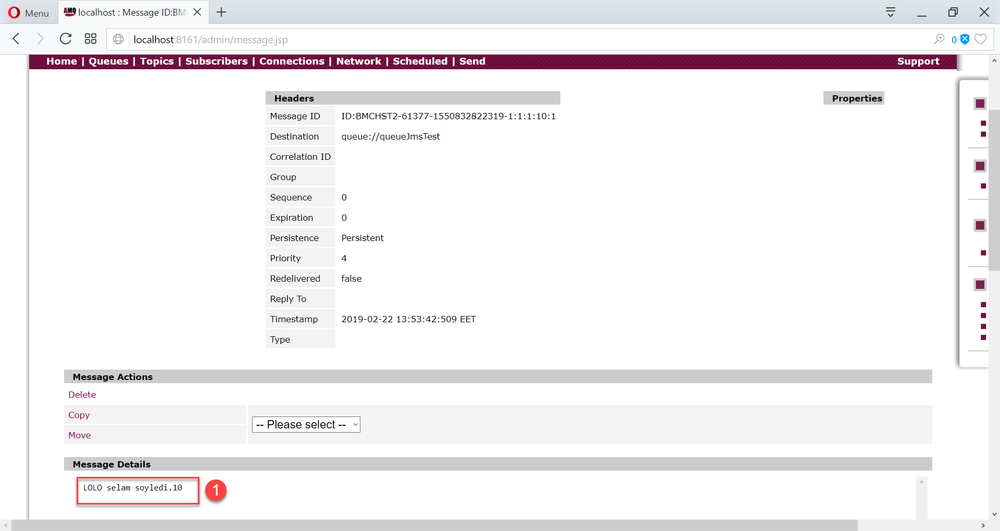 Menu
AMQ localhost : Message ID:BM
localhost:8161/admin/message.jsp
0
Home | Queues | Topics | Subscribers | Connections | Network | Scheduled | Send
Support
Headers
Properties
Message ID ID:BMCHST2-61377-1550832822319-1:1:1:10:1
Destination queue://queueJmsTest
Correlation ID
Group
Sequence 0
Expiration 0
Persistence Persistent
Priority 4
Redelivered false
Reply To
Timestamp 2019-02-22 13:53:42:509 EET
Type
Message Actions
Delete
Copy
-- Please select --
Move
Message Details
LOLO selam soyledi.10
1